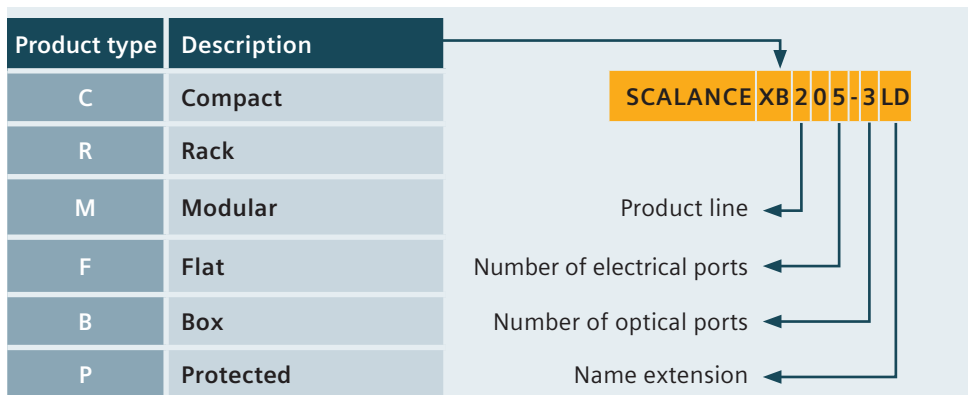 Product type Description
C Compact
R Rack
M Modular
F Flat
B Box
P Protected
SCALANCE XB205-3LD
Product line
Number of electrical ports
Number of optical ports
Name extension